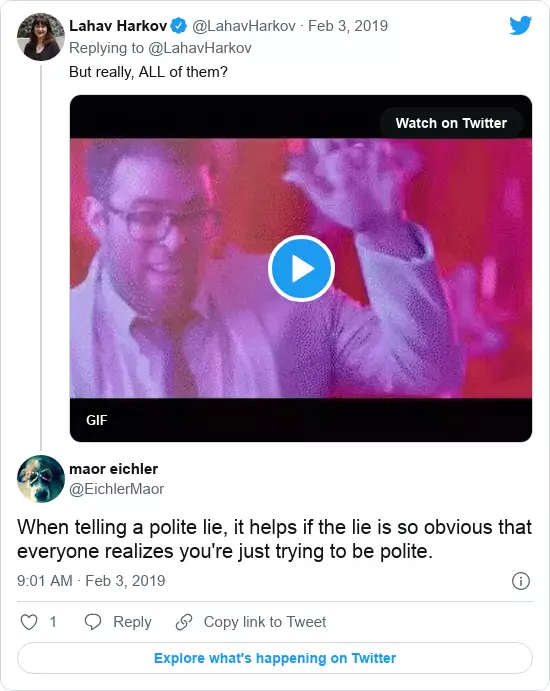 Lahav Harkov @LahavHarkov · Feb 3, 2019
Replying to @LahavHarkov
But really, ALL of them?
Watch on Twitter
GIF
maor eichler
@EichlerMaor
When telling a polite lie, it helps if the lie is so obvious that
everyone realizes you're just trying to be polite.
9:01 AM · Feb 3, 2019
1 Reply Copy link to Tweet
Explore what's happening on Twitter